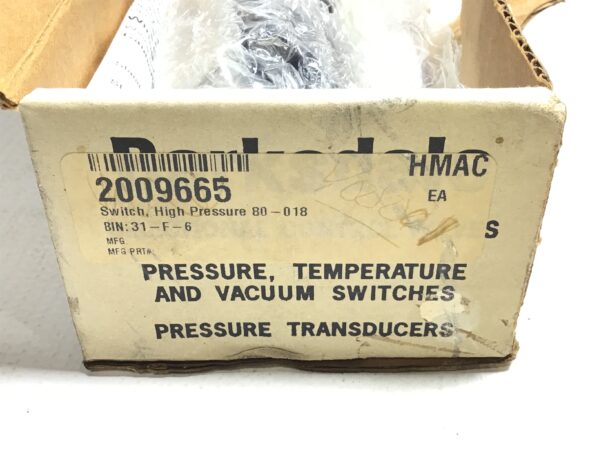 Barksdale
HMAC
2009665
EA
Switch, High Pressure 80-018
BIN:31-F-6
MFG
MFG PRT#
PRESSURE, TEMPERATURE
AND VACUUM SWITCHES
PRESSURE TRANSDUCERS